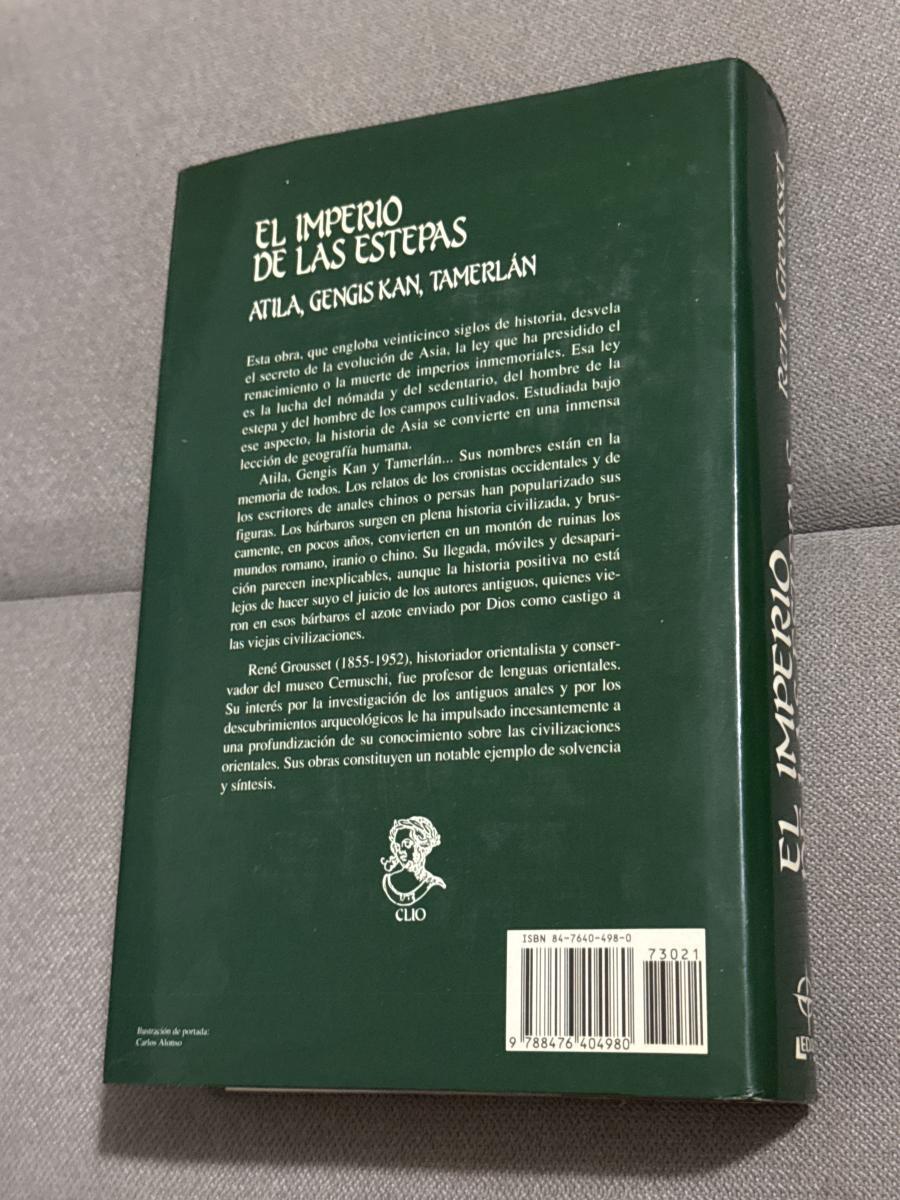 EL IMPERIO
DE LAS ESTEPAS
ATILA, GENGIS KAN, TAMERLÁN
Esta obra, que engloba veinticinco siglos de historia, desvela
el secreto de la evolución de Asia, la ley que ha presidido el
renacimiento o la muerte de imperios inmemoriales. Esa ley
es la lucha del nómada y del sedentario, del hombre de la
estepa y del hombre de los campos cultivados. Estudiada bajo
ese aspecto, la historia de Asia se convierte en una inmensa
lección de geografía humana.
Atila, Gengis Kan y Tamerlán... Sus nombres están en la
memoria de todos. Los relatos de los cronistas occidentales y de
los escritores de anales chinos o persas han popularizado sus
figuras. Los bárbaros surgen en plena historia civilizada, y brus-
camente, en pocos años, convierten en un montón de ruinas los
mundos romano, iranio o chino. Su llegada, móviles y desapari-
ción parecen inexplicables, aunque la historia positiva no está
lejos de hacer suyo el juicio de los autores antiguos, quienes vie-
ron en esos bárbaros el azote enviado por Dios como castigo a
las viejas civilizaciones.
René Grousset (1855-1952), historiador orientalista y conser-
vador del museo Cernuschi, fue profesor de lenguas orientales.
Su interés por la investigación de los antiguos anales y por los
descubrimientos arqueológicos le ha impulsado incesantemente a
una profundización de su conocimiento sobre las civilizaciones
orientales. Sus obras constituyen un notable ejemplo de solvencia
y síntesis.
CLIO
ISBN 84-7640-498-0
73021
9 788476 404980
Ilustración de portada:
Carlos Alonso
René Grousset
EL IMPERIO